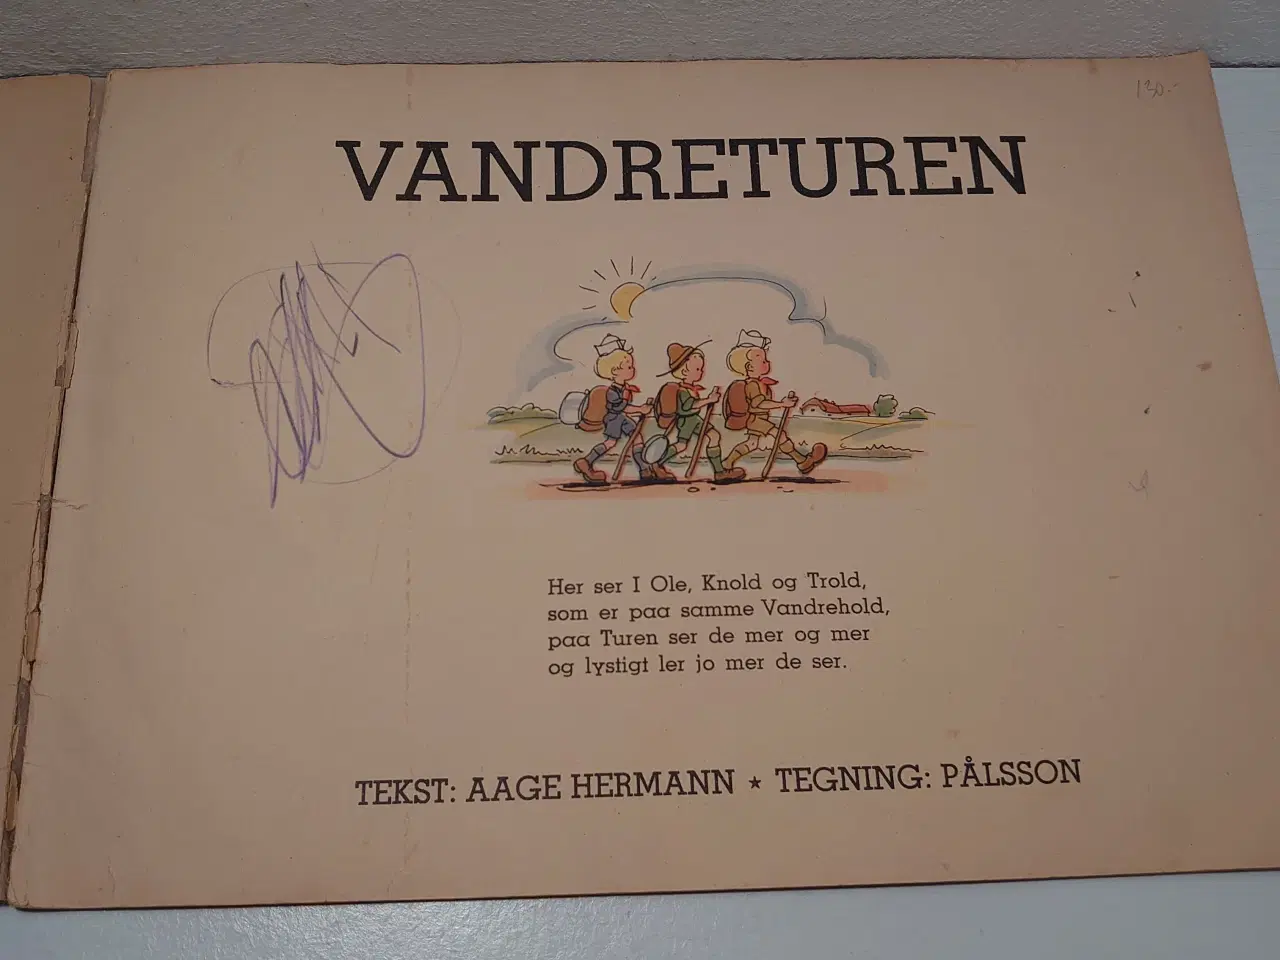 130.-
VANDRETUREN
Her ser I Ole, Knold og Trold,
som er paa samme Vandrehold,
paa Turen ser de mer og mer
og lystigt ler jo mer de ser.
TEKST: AAGE HERMANN ★ TEGNING: PÅLSSON